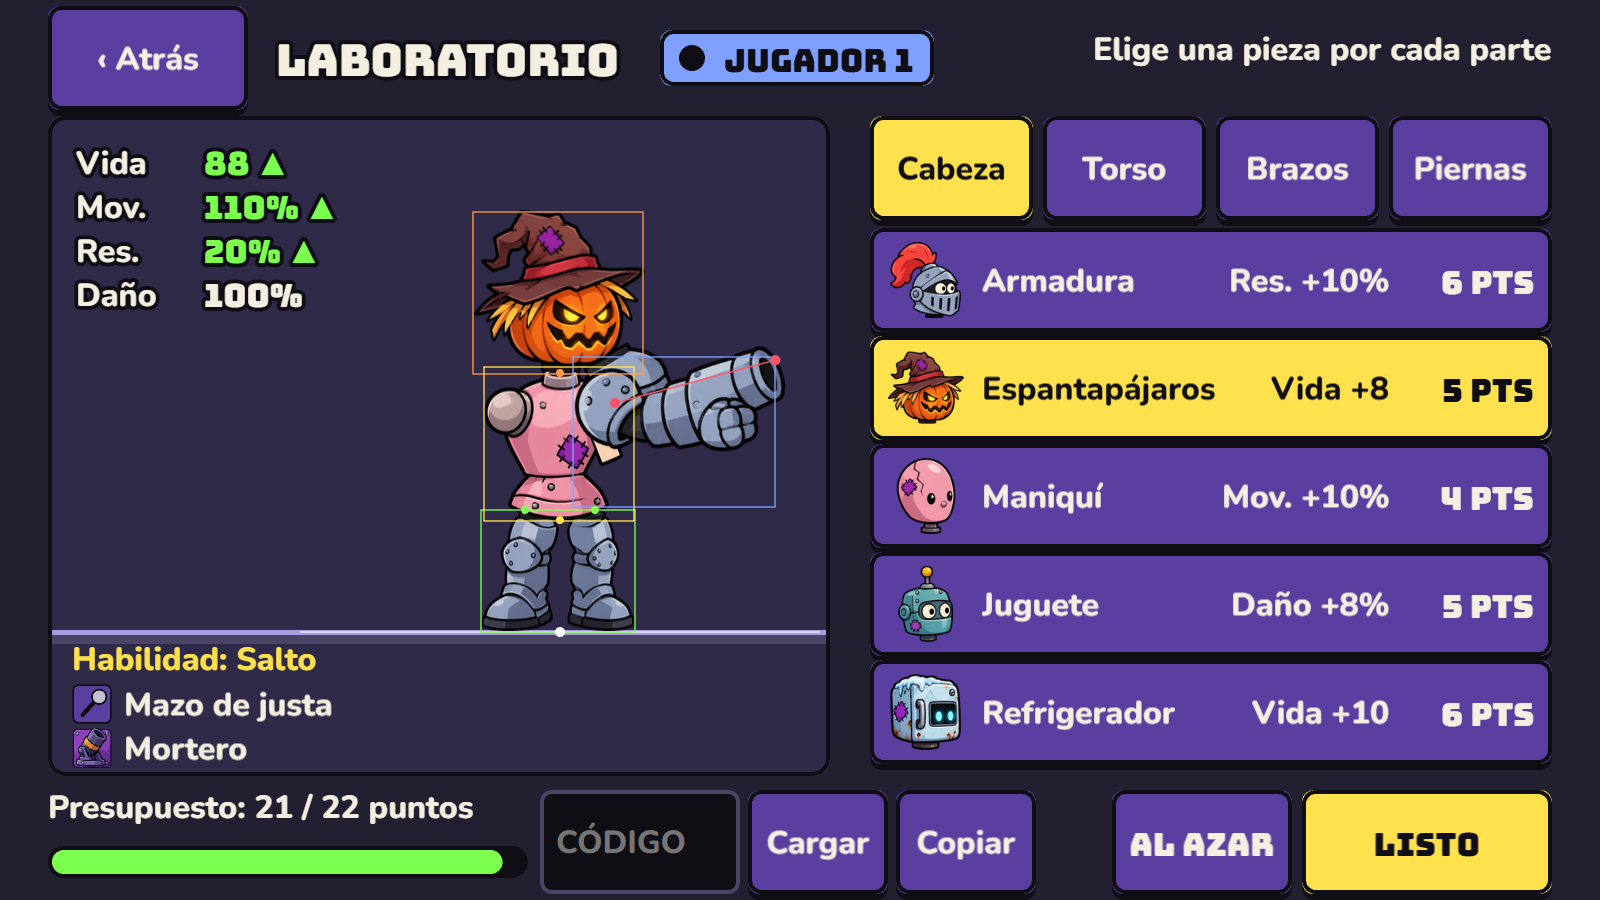 ‹ Atrás
LABORATORIO
JUGADOR 1
Elige una pieza por cada parte
Vida 88 ▲
Mov. 110% ▲
Res. 20% ▲
Daño 100%
Habilidad: Salto
Mazo de justa
Mortero
Cabeza Torso Brazos Piernas
Armadura Res. +10% 6 PTS
Espantapájaros Vida +8 5 PTS
Maniquí Mov. +10% 4 PTS
Juguete Daño +8% 5 PTS
Refrigerador Vida +10 6 PTS
Presupuesto: 21 / 22 puntos
CÓDIGO
Cargar
Copiar
AL AZAR
LISTO